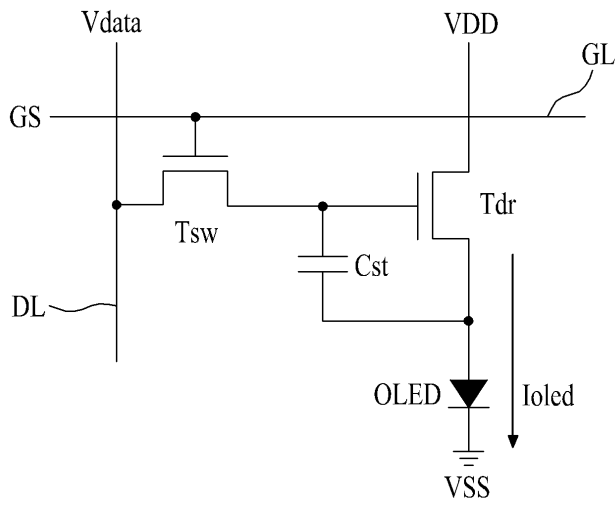 Vdata
VDD
GL
GS
Tsw
Tdr
Cst
DL
OLED
Ioled
VSS